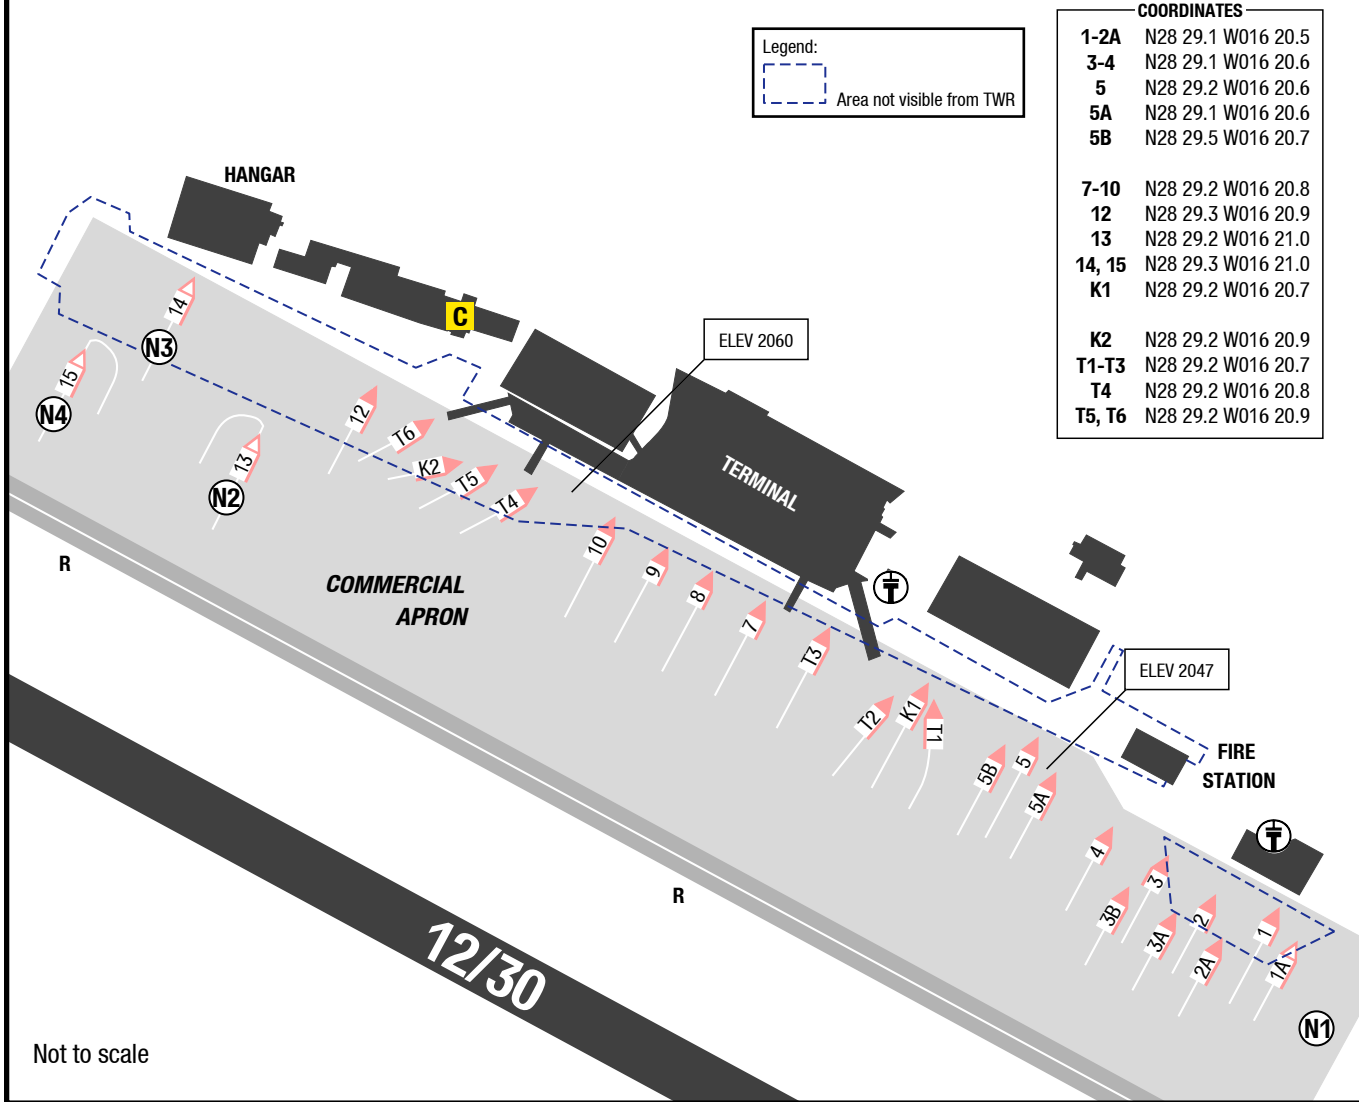 COORDINATES
1-2A N28 29.1 W016 20.5
3-4 N28 29.1 W016 20.6
5 N28 29.2 W016 20.6
5A N28 29.1 W016 20.6
5B N28 29.5 W016 20.7
7-10 N28 29.2 W016 20.8
12 N28 29.3 W016 20.9
13 N28 29.2 W016 21.0
14, 15 N28 29.3 W016 21.0
K1 N28 29.2 W016 20.7
K2 N28 29.2 W016 20.9
T1-T3 N28 29.2 W016 20.7
T4 N28 29.2 W016 20.8
T5, T6 N28 29.2 W016 20.9
Legend:
Area not visible from TWR
HANGAR
C
ELEV 2060
14
N3
15
N4
12
T6
K2
T5
T4
13
N2
TERMINAL
R
COMMERCIAL
APRON
10
9
8
7
T3
T
ELEV 2047
T2
K1
T1
5B
5
5A
FIRE
STATION
T
4
3
3B
3A
2
2A
1
1A
R
12/30
N1
Not to scale